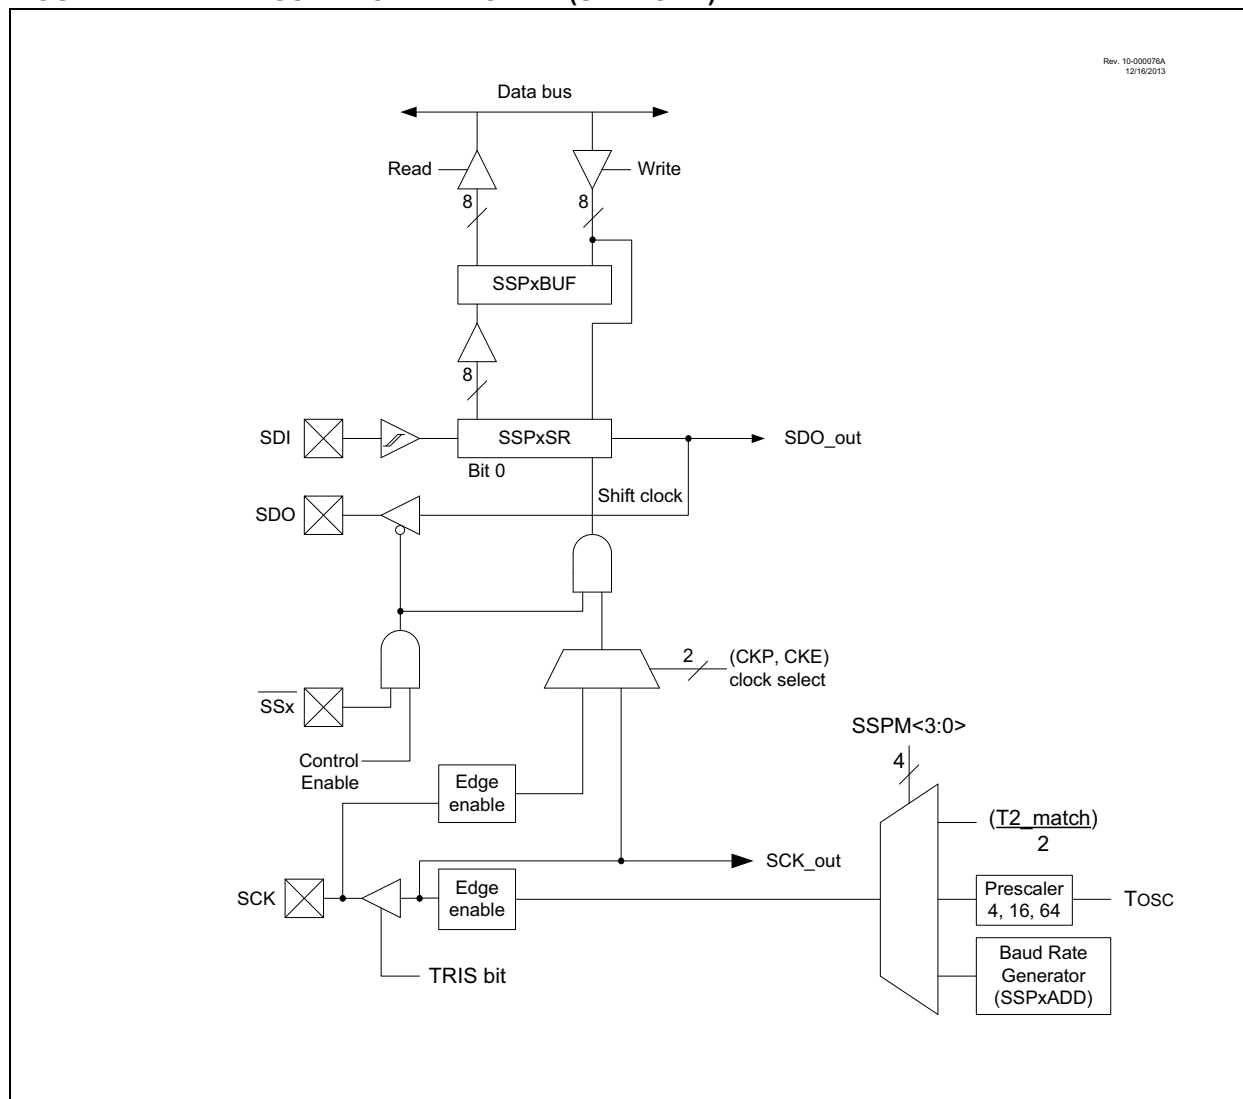 Rev. 10-000076A
12/16/2013
Data bus
Read
Write
8
8
SSPxBUF
8
SDI
SSPxSR
SDO_out
Bit 0
Shift clock
SDO
2
(CKP, CKE)
clock select
SSx
SSPM<3:0>
Control
Enable
4
Edge
enable
(T2_match)
2
SCK_out
SCK
Edge
enable
Prescaler
4, 16, 64
TOSC
Baud Rate
Generator
(SSPxADD)
TRIS bit